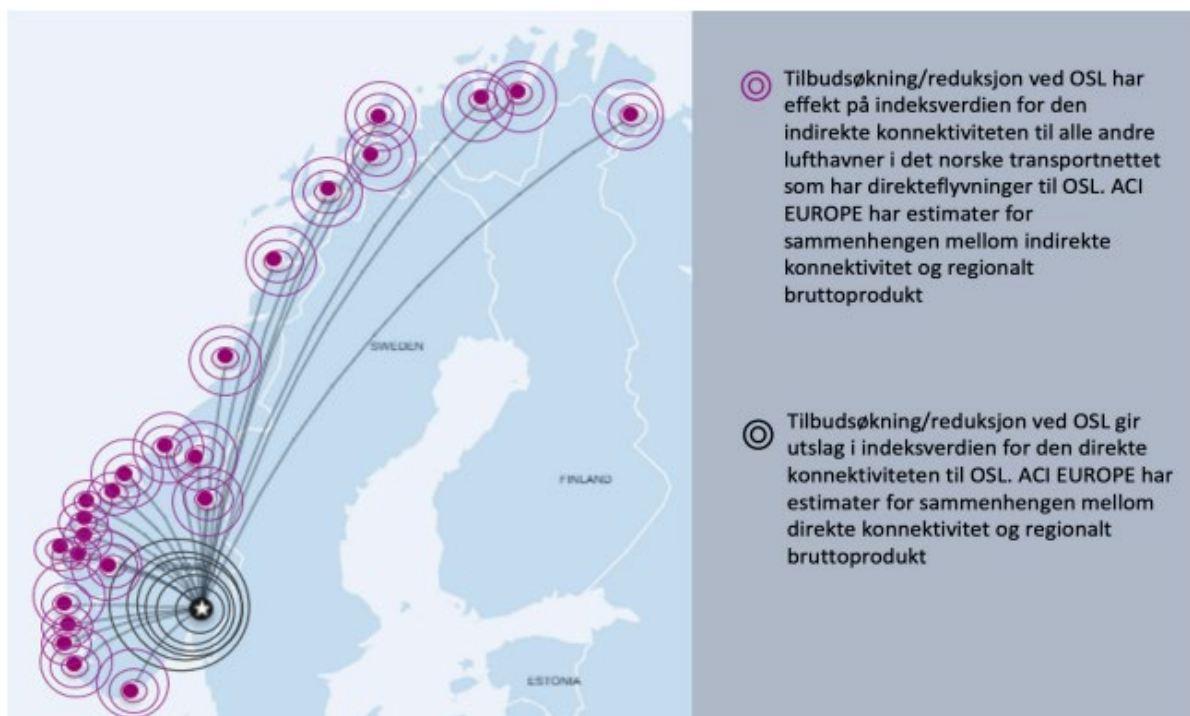 Tilbudsøkning/reduksjon ved OSL har
effekt på indeksverdien for den
indirekte konnektiviteten til alle andre
lufthavner i det norske transportnettet
som har direkteflyvninger til OSL. ACI
EUROPE har estimater for
sammenhengen mellom indirekte
konnektivitet og regionalt
bruttoprodukt
SWEDEN
Tilbudsøkning/reduksjon ved OSL gir
utslag i indeksverdien for den direkte
konnektiviteten til OSL. ACI EUROPE har
estimater for sammenhengen mellom
direkte konnektivitet og regionalt
bruttoprodukt
FINLAND
ESTONIA